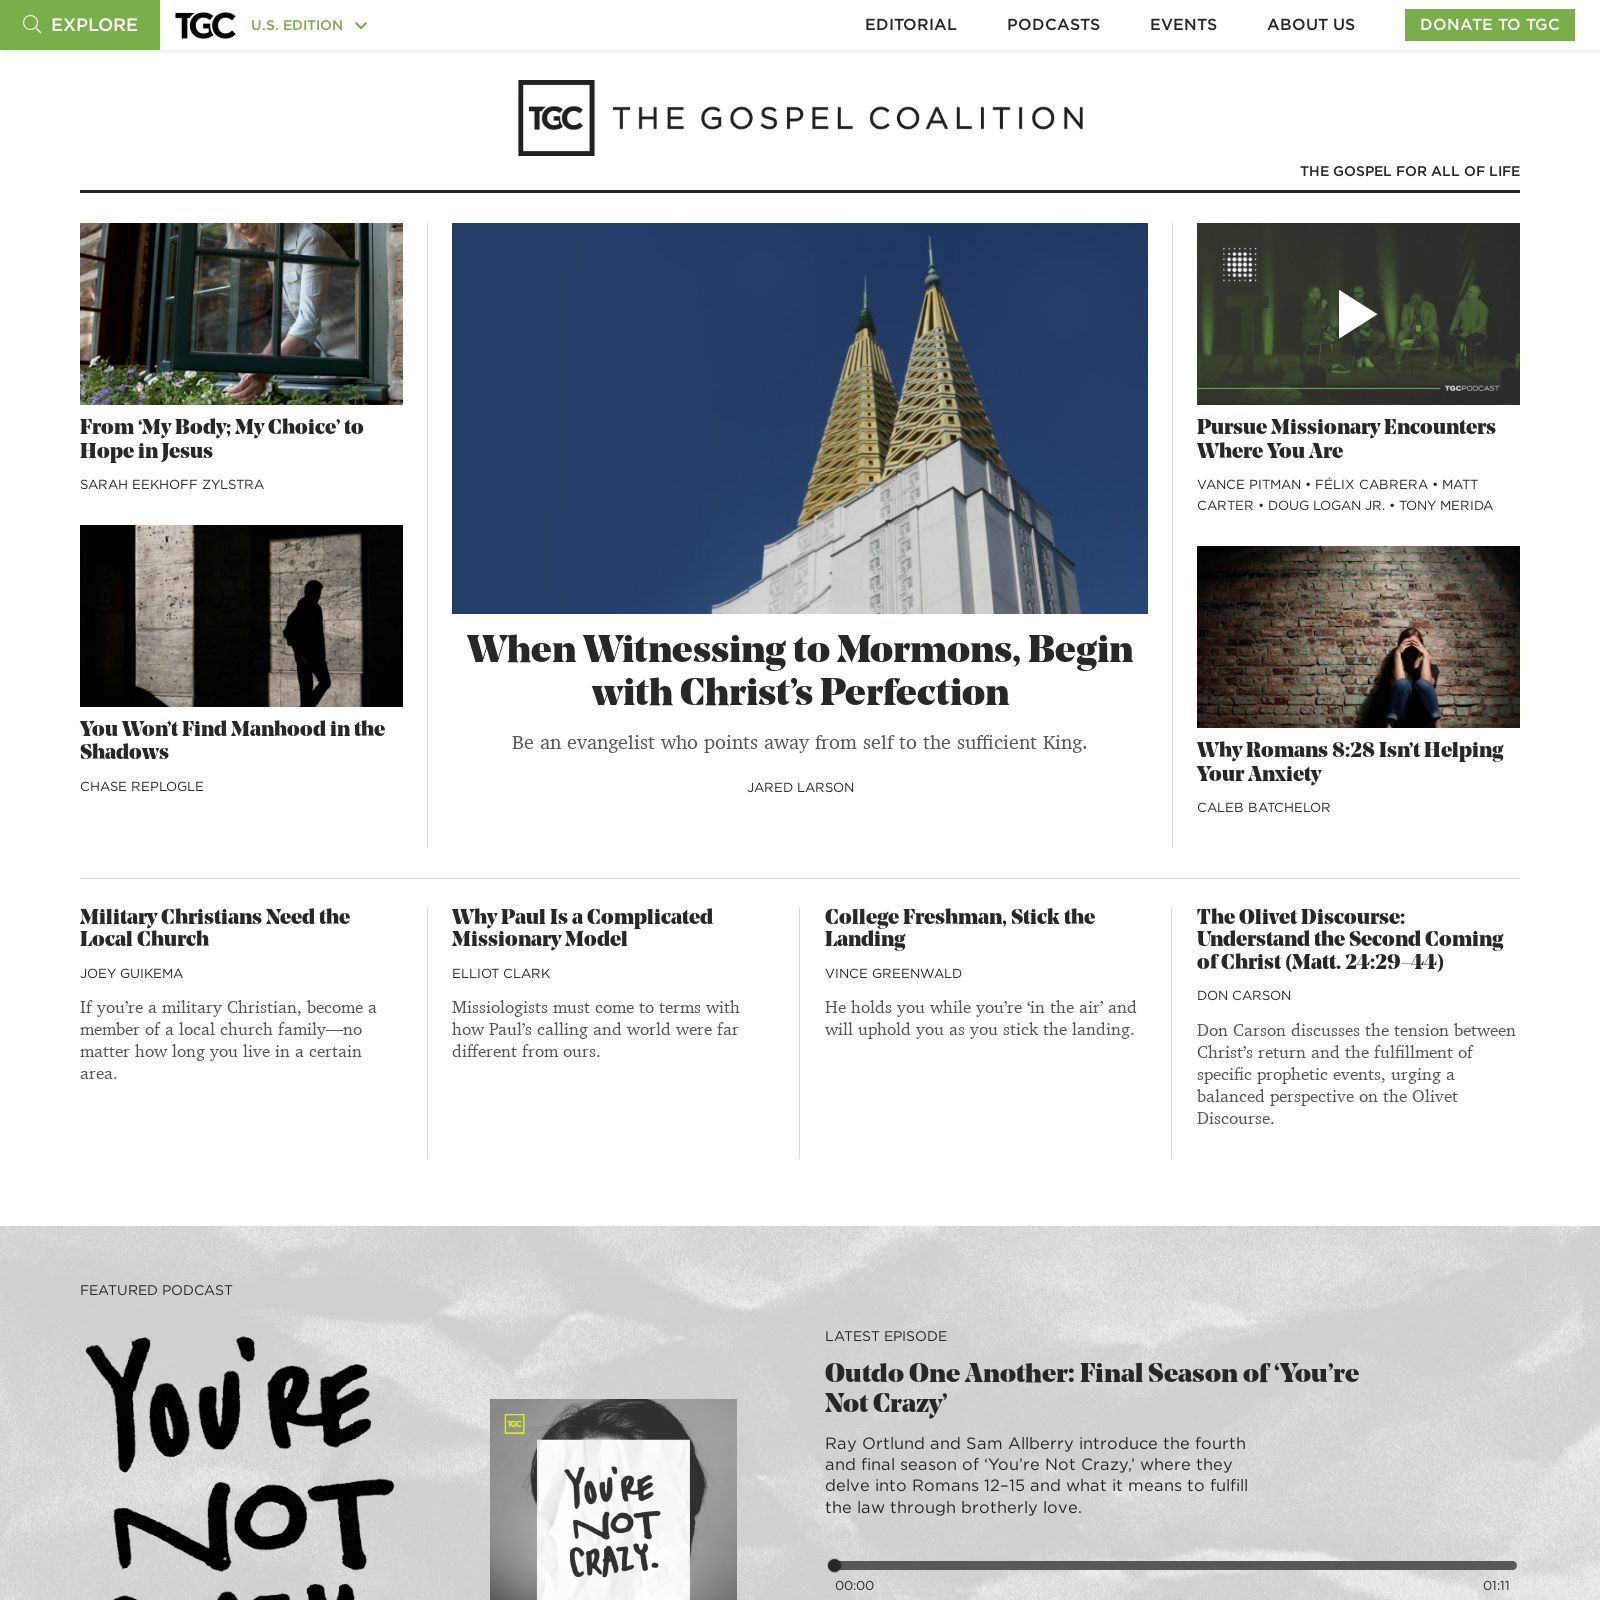 EXPLORE
TGC
U.S. EDITION
EDITORIAL
PODCASTS
EVENTS
ABOUT US
DONATE TO TGC
TGC
THE GOSPEL COALITION
THE GOSPEL FOR ALL OF LIFE
From ‘My Body; My Choice’ to
Hope in Jesus
SARAH EEKHOFF ZYLSTRA
You Won’t Find Manhood in the
Shadows
CHASE REPLOGLE
When Witnessing to Mormons, Begin
with Christ’s Perfection
Be an evangelist who points away from self to the sufficient King.
JARED LARSON
TGCPODCAST
Pursue Missionary Encounters
Where You Are
VANCE PITMAN • FÉLIX CABRERA • MATT
CARTER • DOUG LOGAN JR. • TONY MERIDA
Why Romans 8:28 Isn’t Helping
Your Anxiety
CALEB BATCHELOR
Military Christians Need the
Local Church
JOEY GUIKEMA
If you’re a military Christian, become a
member of a local church family—no
matter how long you live in a certain
area.
Why Paul Is a Complicated
Missionary Model
ELLIOT CLARK
Missiologists must come to terms with
how Paul’s calling and world were far
different from ours.
College Freshman, Stick the
Landing
VINCE GREENWALD
He holds you while you’re ‘in the air’ and
will uphold you as you stick the landing.
The Olivet Discourse:
Understand the Second Coming
of Christ (Matt. 24:29–44)
DON CARSON
Don Carson discusses the tension between
Christ’s return and the fulfillment of
specific prophetic events, urging a
balanced perspective on the Olivet
Discourse.
FEATURED PODCAST
YOU'RE
NOT
TGC
YOU'RE
NOT
CRAZY.
LATEST EPISODE
Outdo One Another: Final Season of ‘You’re
Not Crazy’
Ray Ortlund and Sam Allberry introduce the fourth
and final season of ‘You’re Not Crazy,’ where they
delve into Romans 12–15 and what it means to fulfill
the law through brotherly love.
00:00
01:11